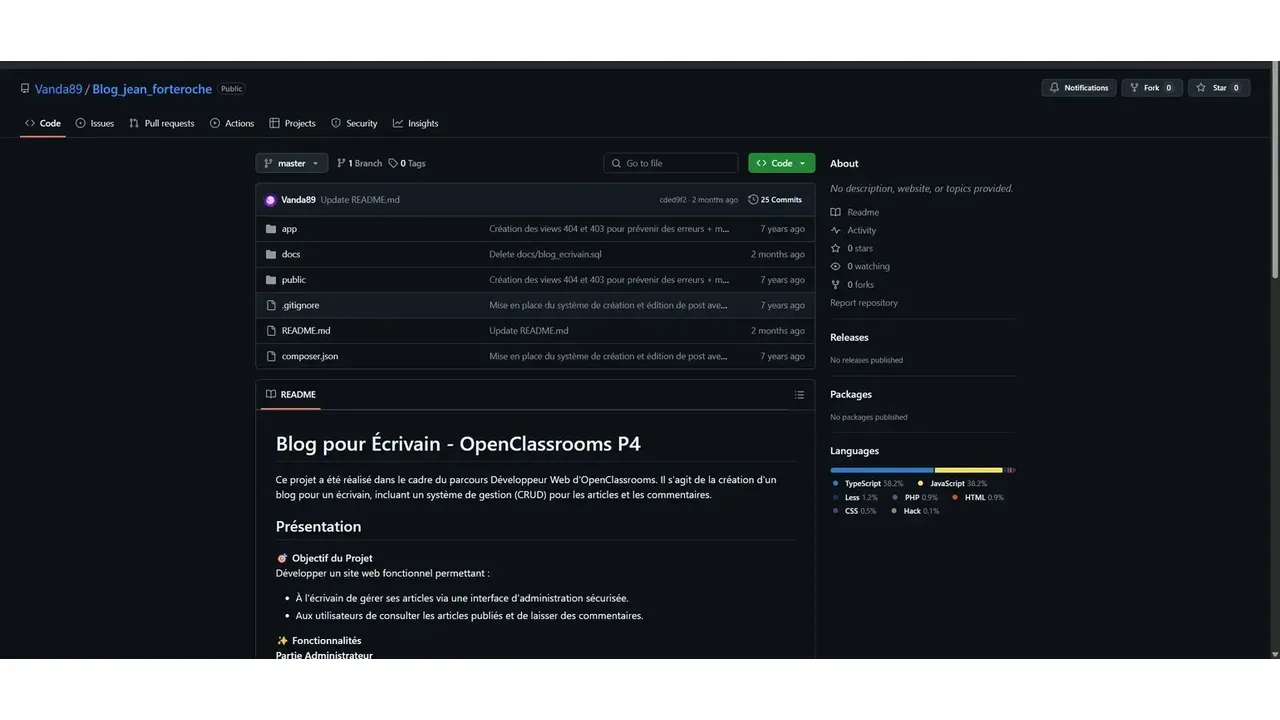 Vanda89 / Blog_jean_forteroche Public
Notifications Fork 0 Star 0
Code Issues Pull requests Actions Projects Security Insights
master 1 Branch 0 Tags Go to file Code
Vanda89 Update README.md cded9f2 · 2 months ago 25 Commits
app Création des views 404 et 403 pour prévenir des erreurs + m... 7 years ago
docs Delete docs/blog_ecrivain.sql 2 months ago
public Création des views 404 et 403 pour prévenir des erreurs + m... 7 years ago
.gitignore Mise en place du système de création et édition de post ave... 7 years ago
README.md Update README.md 2 months ago
composer.json Mise en place du système de création et édition de post ave... 7 years ago
README
Blog pour Écrivain - OpenClassrooms P4
Ce projet a été réalisé dans le cadre du parcours Développeur Web d'OpenClassrooms. Il s'agit de la création d'un
blog pour un écrivain, incluant un système de gestion (CRUD) pour les articles et les commentaires.
Présentation
🎯 Objectif du Projet
Développer un site web fonctionnel permettant :
• À l'écrivain de gérer ses articles via une interface d'administration sécurisée.
• Aux utilisateurs de consulter les articles publiés et de laisser des commentaires.
✨ Fonctionnalités
Partie Administrateur
About
No description, website, or topics provided.
Readme
Activity
0 stars
0 watching
0 forks
Report repository
Releases
No releases published
Packages
No packages published
Languages
TypeScript 58.2% JavaScript 38.2%
Less 1.2% PHP 0.9% HTML 0.9%
CSS 0.5% Hack 0.1%